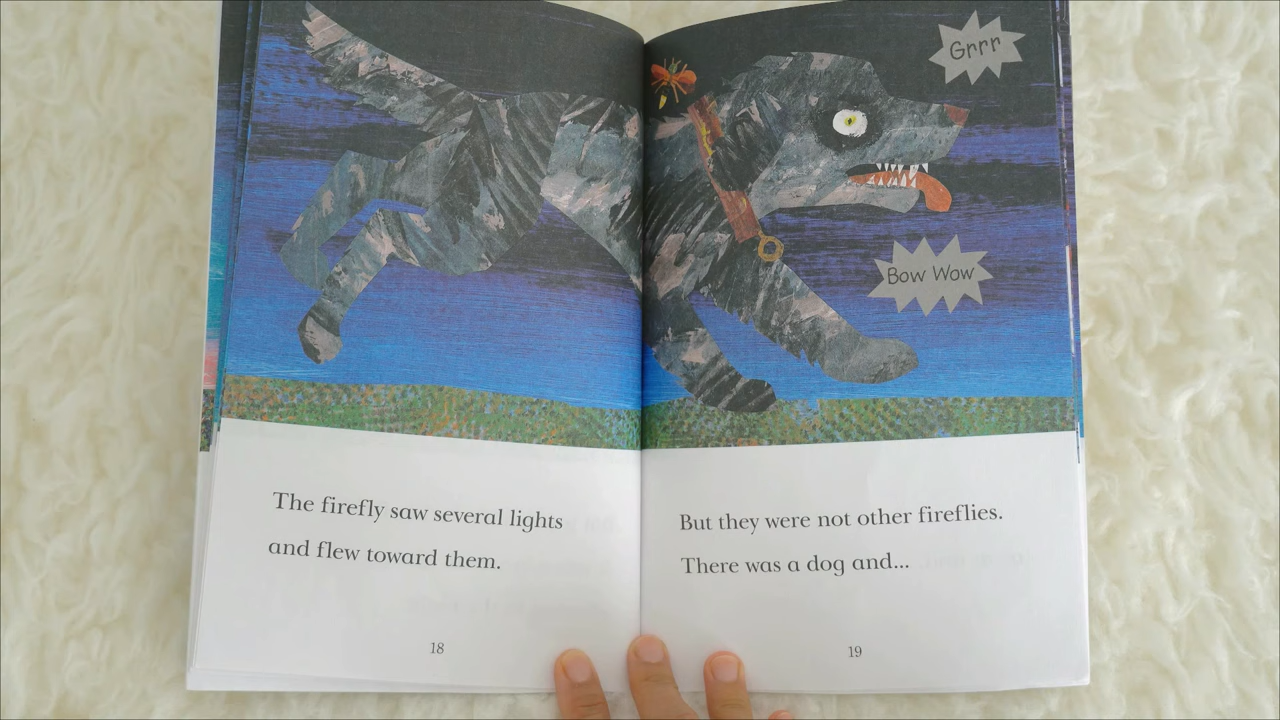 Grrr
Bow Wow
The firefly saw several lights
and flew toward them.
18
But they were not other fireflies.
There was a dog and...
19